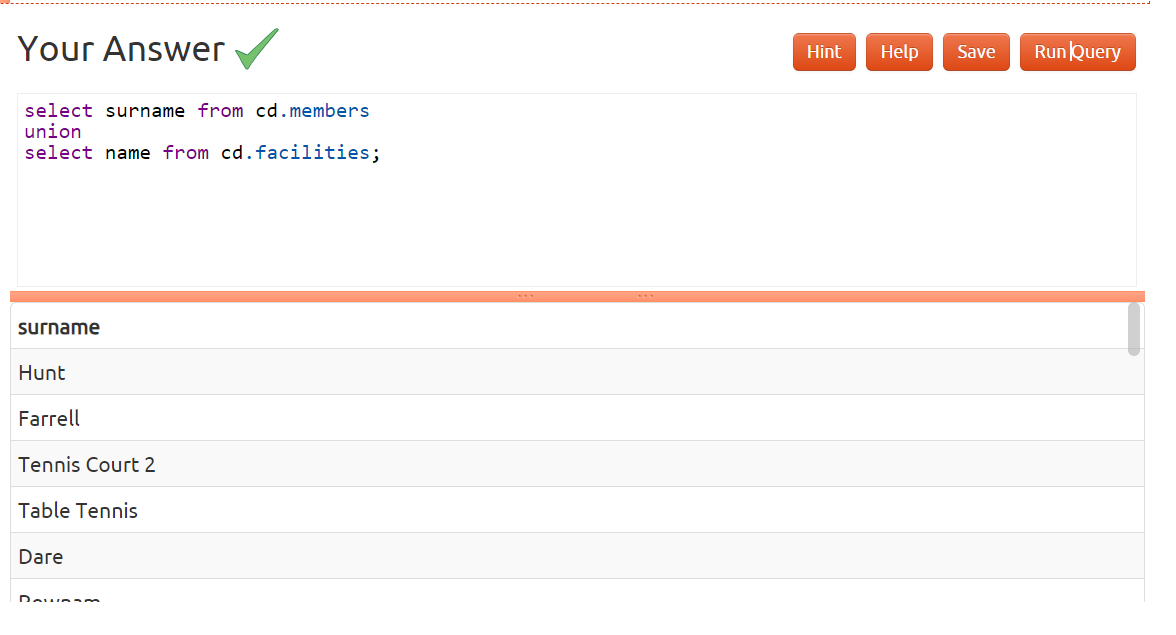 Your Answer
Hint Help Save Run Query
select surname from cd.members
union
select name from cd.facilities;
surname
Hunt
Farrell
Tennis Court 2
Table Tennis
Dare